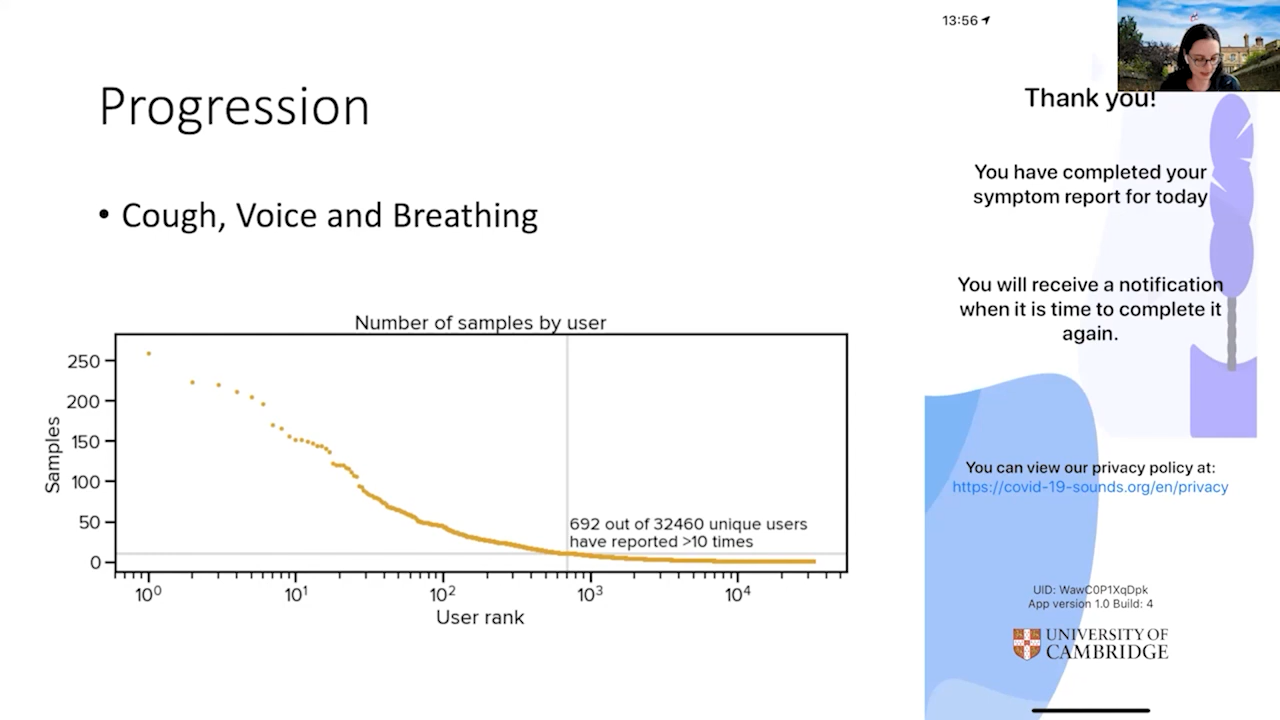 Progression
• Cough, Voice and Breathing
Number of samples by user
Samples
250
200
150
100
50
0
692 out of 32460 unique users
have reported >10 times
10⁰
10¹
10²
10³
10⁴
User rank
13:56
Thank you!
You have completed your
symptom report for today
You will receive a notification
when it is time to complete it
again.
You can view our privacy policy at:
https://covid-19-sounds.org/en/privacy
UID: WawC0P1XqDpk
App version 1.0 Build: 4
UNIVERSITY OF
CAMBRIDGE